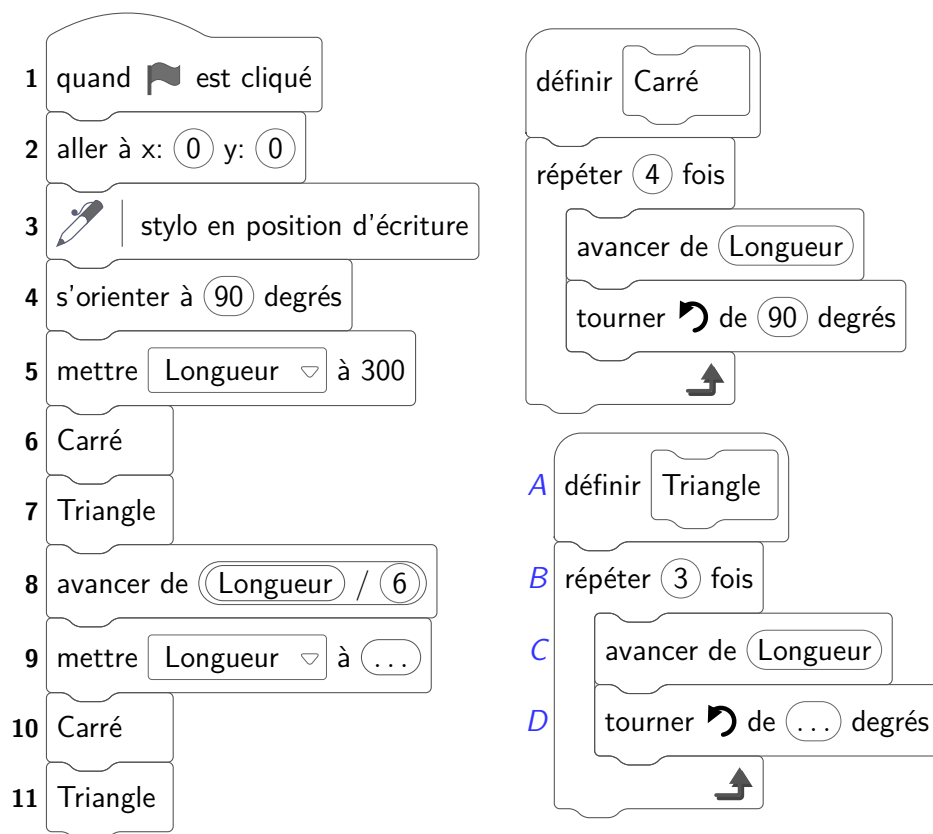 1 quand est cliqué
2 aller à x: 0 y: 0
3 stylo en position d'écriture
4 s'orienter à 90 degrés
5 mettre Longueur à 300
6 Carré
7 Triangle
8 avancer de Longueur / 6
9 mettre Longueur à ...
10 Carré
11 Triangle
définir Carré
répéter 4 fois
avancer de Longueur
tourner de 90 degrés
A définir Triangle
B répéter 3 fois
C avancer de Longueur
D tourner de ... degrés